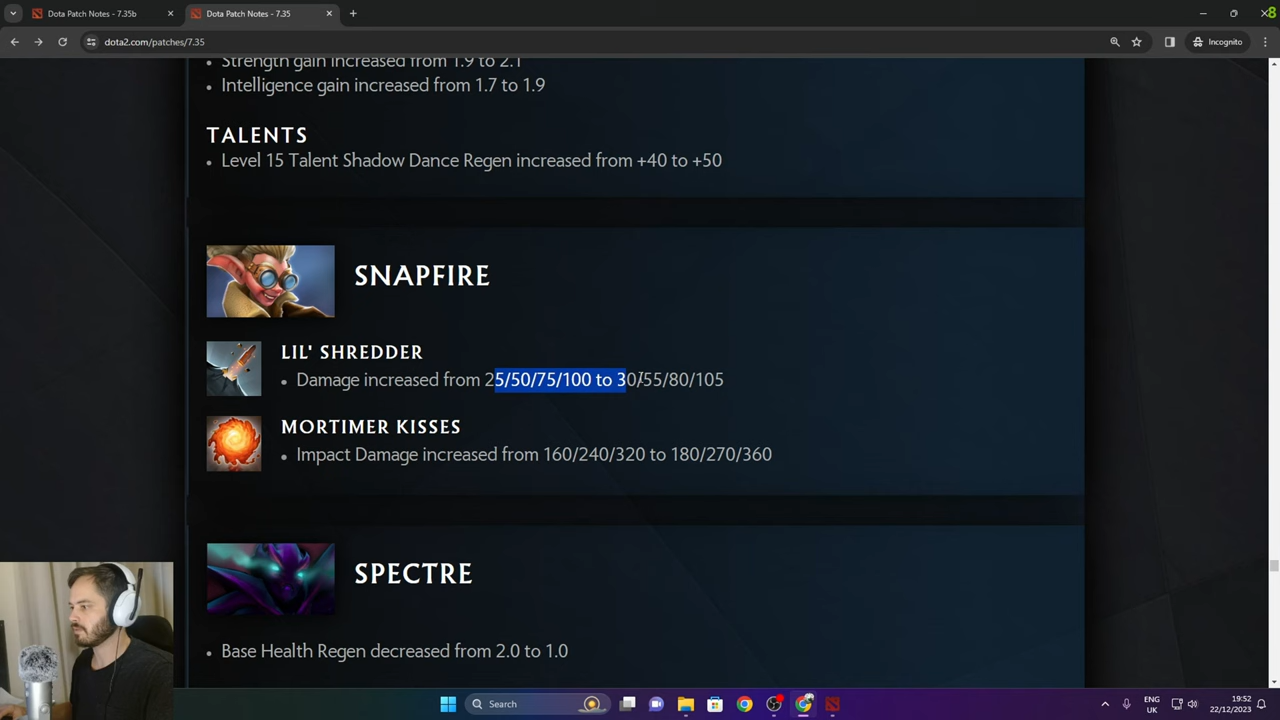 Dota Patch Notes - 7.35b
Dota Patch Notes - 7.35
8
dota2.com/patches/7.35
Incognito
Strength gain increased from 1.9 to 2.1
Intelligence gain increased from 1.7 to 1.9
TALENTS
Level 15 Talent Shadow Dance Regen increased from +40 to +50
SNAPFIRE
LIL' SHREDDER
Damage increased from 25/50/75/100 to 30/55/80/105
MORTIMER KISSES
Impact Damage increased from 160/240/320 to 180/270/360
SPECTRE
Base Health Regen decreased from 2.0 to 1.0
Search
ENG
UK
19:52
22/12/2023